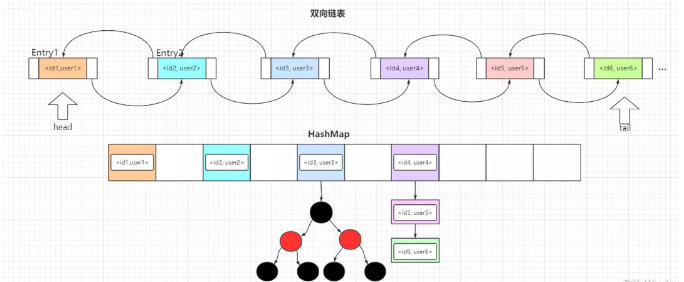 双向链表
Entry1
Entry2
<id1,user1>
<id2, user2>
<id3, user3>
<id4, user4>
<id5, user5>
<id6, user6>
...
head
tail
HashMap
<id1,user1>
<id2, user2>
<id3, user3>
<id4, user4>
<id5, user5>
<id6, user6>